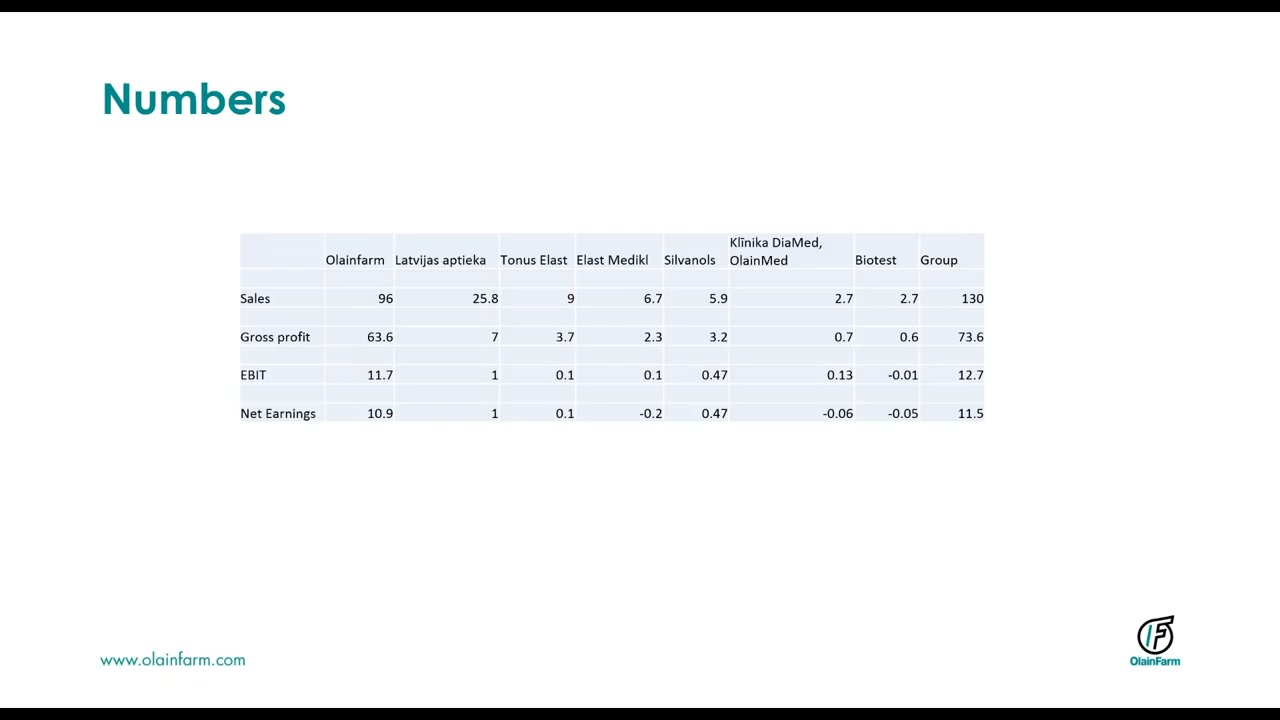 Numbers
Klīnika DiaMed,
Olainfarm Latvijas aptieka Tonus Elast Elast Medikl Silvanols OlainMed Biotest Group
Sales 96 25.8 9 6.7 5.9 2.7 2.7 130
Gross profit 63.6 7 3.7 2.3 3.2 0.7 0.6 73.6
EBIT 11.7 1 0.1 0.1 0.47 0.13 -0.01 12.7
Net Earnings 10.9 1 0.1 -0.2 0.47 -0.06 -0.05 11.5
www.olainfarm.com
OlainFarm